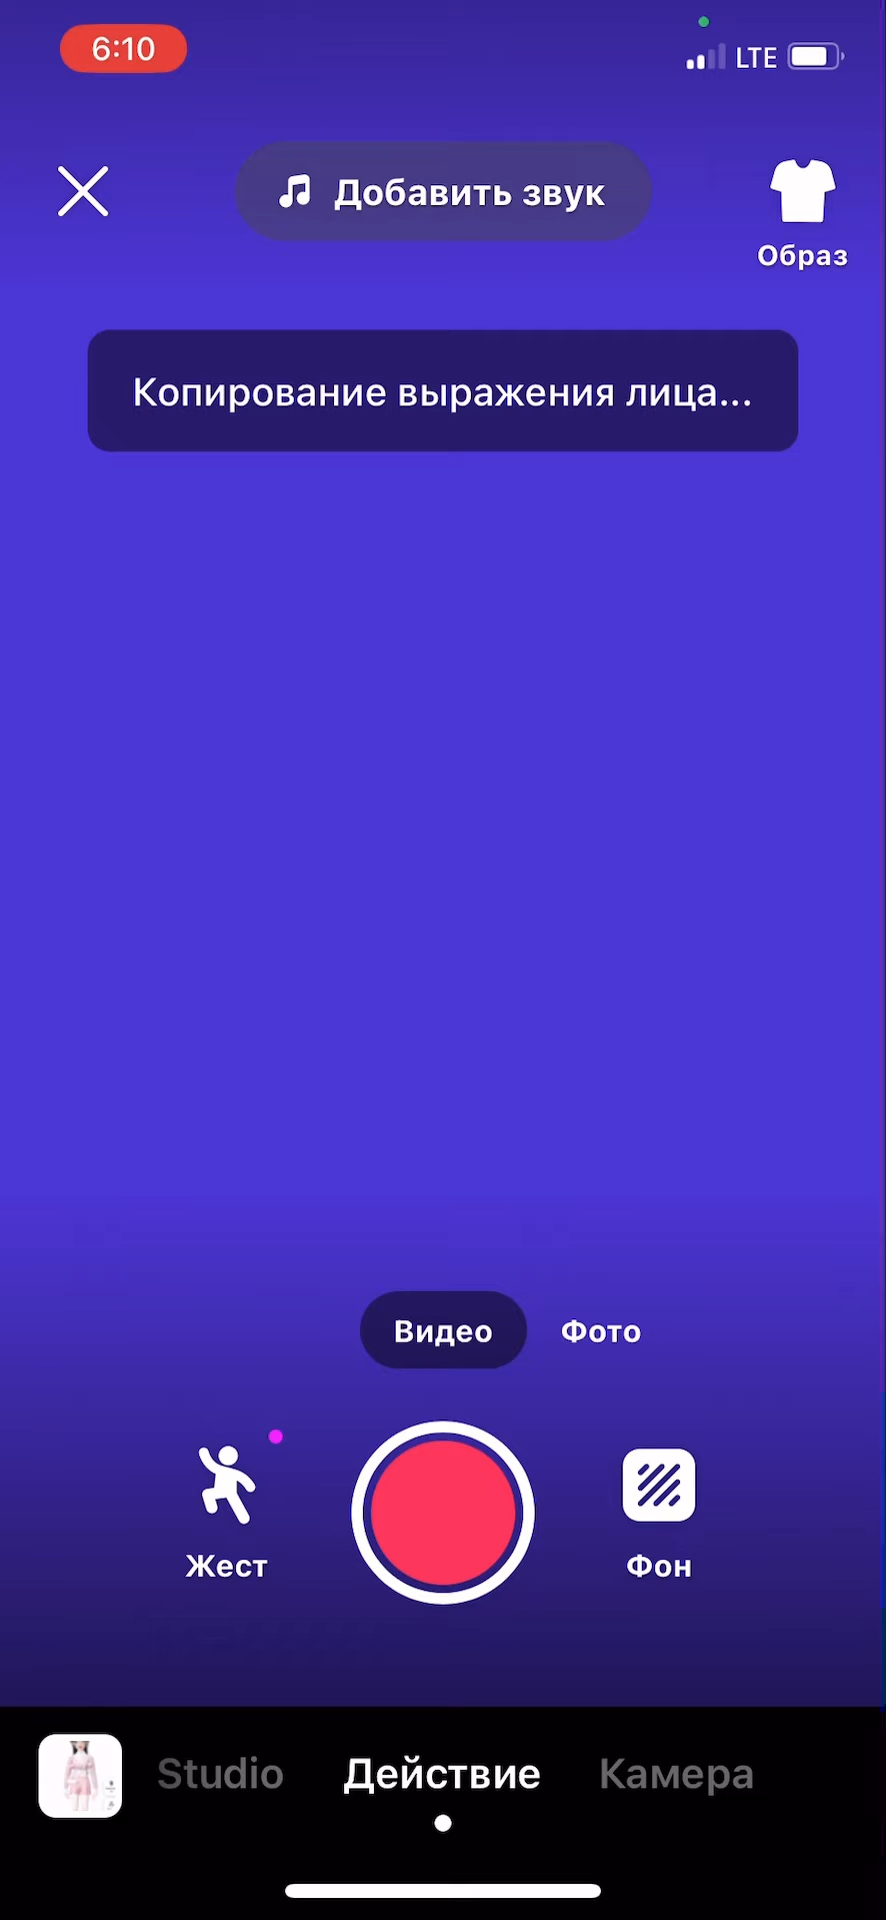 6:10
LTE
Добавить звук
Образ
Копирование выражения лица...
Видео
Фото
Жест
Фон
Studio
Действие
Камера